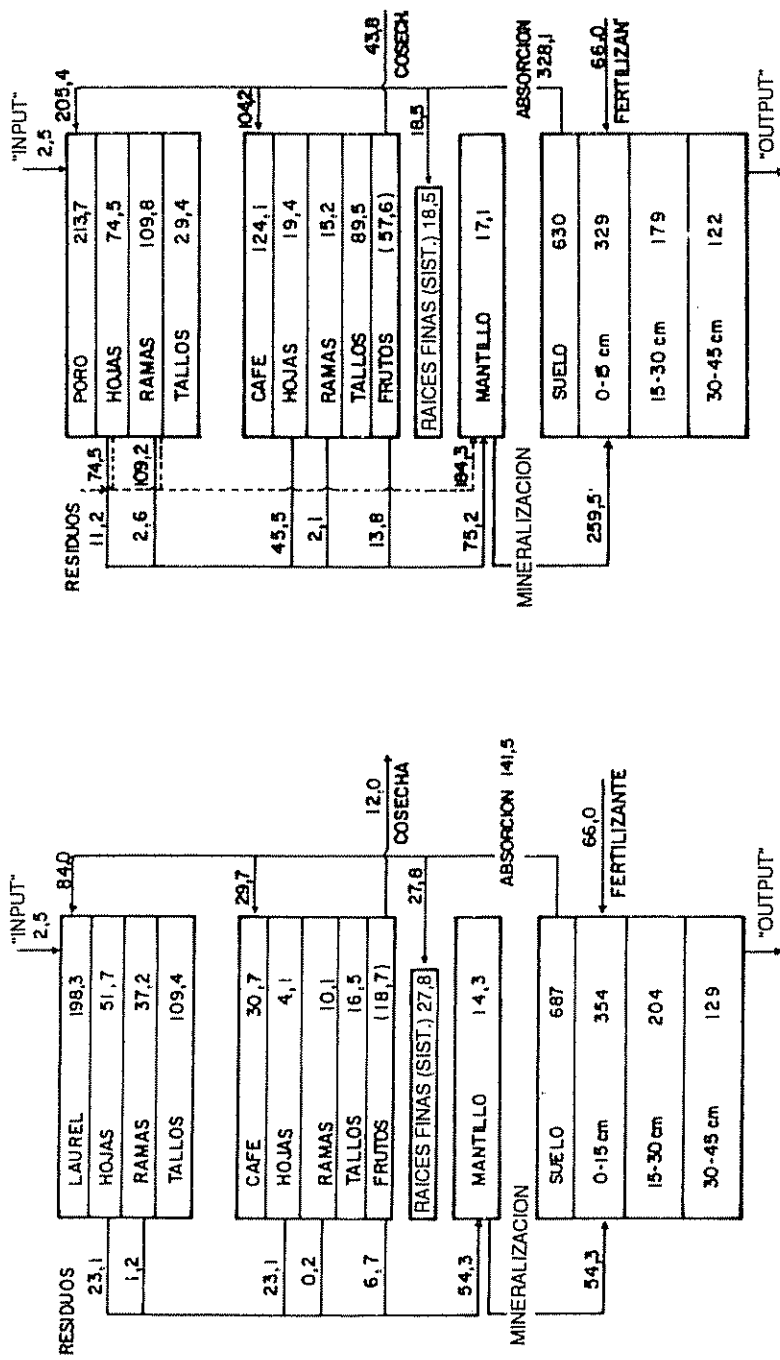 "INPUT"
2,5
84,0
RESIDUOS
LAUREL 198,3
23,1 HOJAS 51,7
1,2 RAMAS 37,2
TALLOS 109,4
29,7
CAFE 30,7
23,1 HOJAS 4,1
0,2 RAMAS 10,1
TALLOS 16,5
6,7 FRUTOS (18,7)
12,0
COSECHA
RAICES FINAS (SIST.) 27,8
27,8
54,3 MANTILLO 14,3
ABSORCION 141,5
MINERALIZACION
SUELO 687
54,3 0-15 cm 354
66,0
FERTILIZANTE
15-30 cm 204
30-45 cm 129
"OUTPUT"
"INPUT"
2,5
205,4
RESIDUOS
PORO 213,7
11,2 74,5 HOJAS 74,5
2,6 109,2 RAMAS 109,8
TALLOS 29,4
104,2
CAFE 124,1
45,5 HOJAS 19,4
2,1 RAMAS 15,2
TALLOS 89,5
13,8 FRUTOS (57,6)
43,8
COSECH.
RAICES FINAS (SIST.) 18,5
18,5
75,2 184,3 MANTILLO 17,1
ABSORCION
328,1
MINERALIZACION
SUELO 630
259,5 0-15 cm 329
66,0
FERTILIZAN
15-30 cm 179
30-45 cm 122
"OUTPUT"